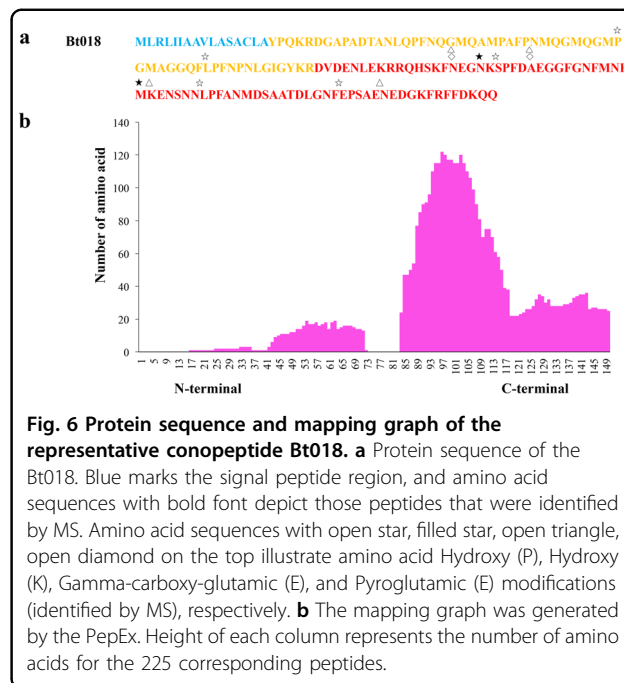 a
Bt018 MLRLIIAAVLASACLAYPQKRDGAPADTANLQPFNQGMQAMPAFPNMQGMQGMP
☆
△ ★ △
☆ ◇ ☆ ◇
GMAGGQFLPFNPNLGIGYKRDVDENLEKRRQHSKFNEGNKSPFDAEGGFGNFMNF
★ △ ☆ ☆ △
MKENSNNLPFANMDSAATDLGNFEPSAENEDGKFRFFDKQQ
b
Number of amino acid
140
120
100
80
60
40
20
0
1 5 9 13 17 21 25 29 33 37 41 45 49 53 57 61 65 69 73 77 81 85 89 93 97 101 105 109 113 117 121 125 129 133 137 141 145 149
N-terminal C-terminal
Fig. 6 Protein sequence and mapping graph of the
representative conopeptide Bt018. a Protein sequence of the
Bt018. Blue marks the signal peptide region, and amino acid
sequences with bold font depict those peptides that were identified
by MS. Amino acid sequences with open star, filled star, open triangle,
open diamond on the top illustrate amino acid Hydroxy (P), Hydroxy
(K), Gamma-carboxy-glutamic (E), and Pyroglutamic (E) modifications
(identified by MS), respectively. b The mapping graph was generated
by the PepEx. Height of each column represents the number of amino
acids for the 225 corresponding peptides.